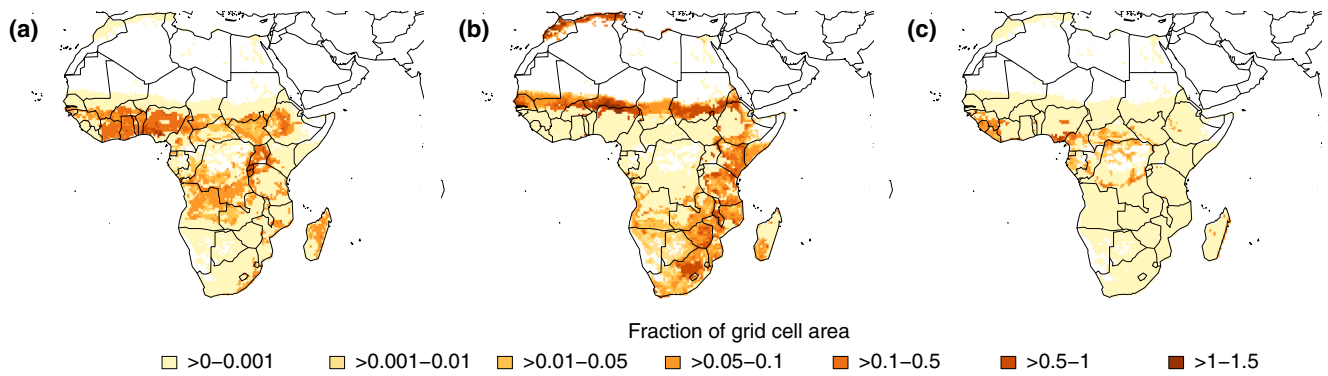 (a)
(b)
(c)
Fraction of grid cell area
>0−0.001 >0.001−0.01 >0.01−0.05 >0.05−0.1 >0.1−0.5 >0.5−1 >1−1.5